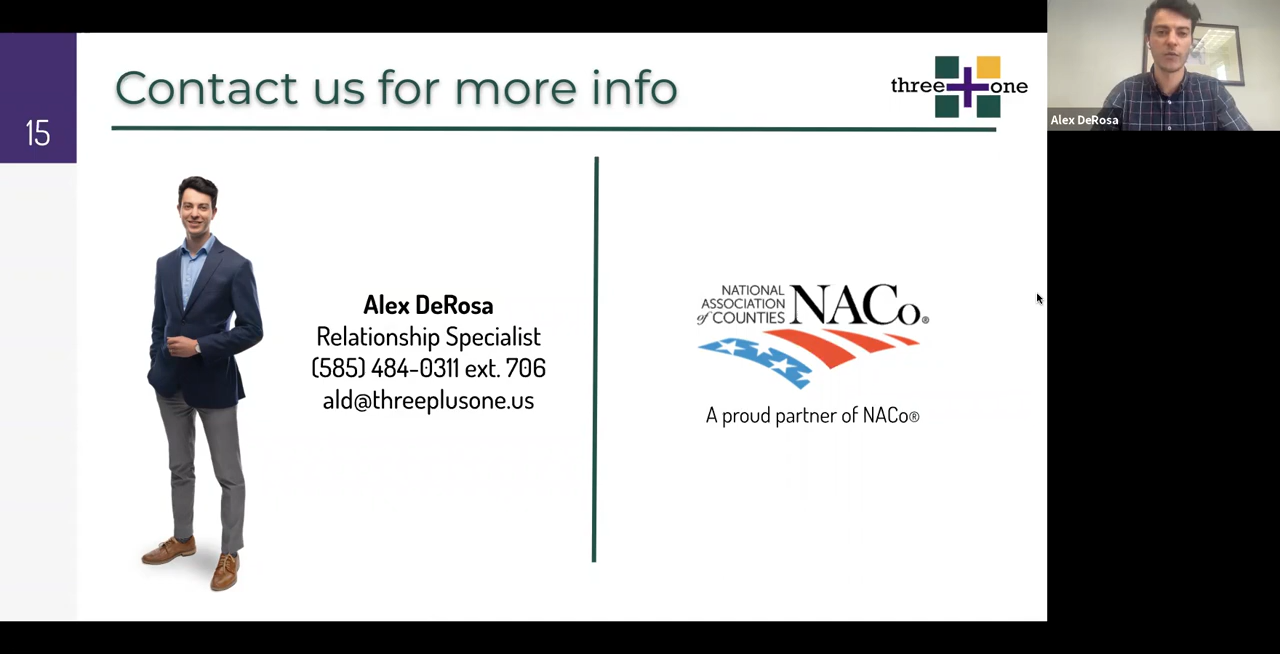 Contact us for more info
three+one
15
Alex DeRosa
Relationship Specialist
(585) 484-0311 ext. 706
ald@threeplusone.us
NATIONAL
ASSOCIATION
of COUNTIES
NACo®
A proud partner of NACo®
Alex DeRosa